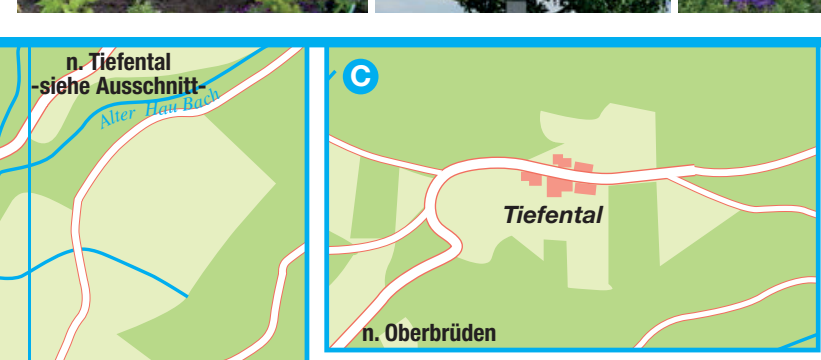 n. Tiefental
-siehe Ausschnitt-
Alter Hau Bach
C
Tiefental
n. Oberbrüden